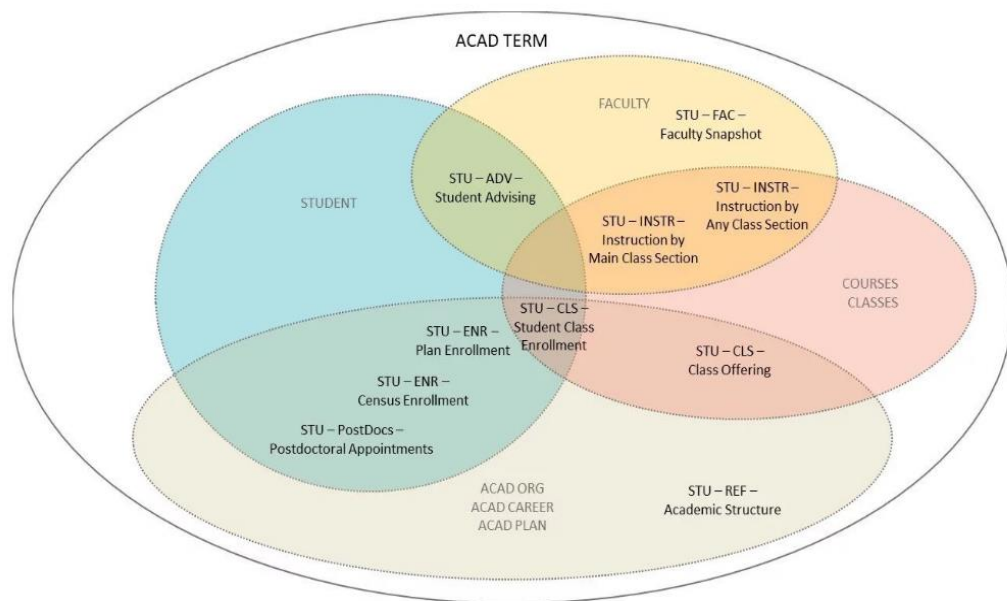 ACAD TERM
FACULTY
STU – FAC –
Faculty Snapshot
STUDENT
STU – ADV –
Student Advising
STU – INSTR –
Instruction by
Any Class Section
STU – INSTR –
Instruction by
Main Class Section
COURSES
CLASSES
STU – CLS –
Student Class
Enrollment
STU – ENR –
Plan Enrollment
STU – CLS –
Class Offering
STU – ENR –
Census Enrollment
STU – PostDocs –
Postdoctoral Appointments
ACAD ORG
ACAD CAREER
ACAD PLAN
STU – REF –
Academic Structure